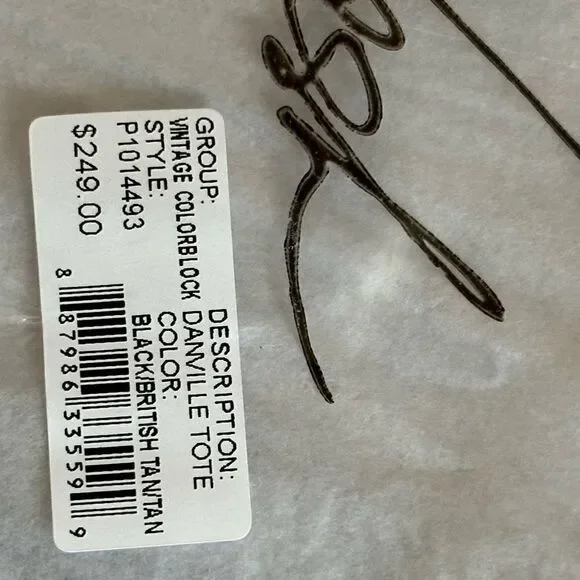 GROUP:
VINTAGE COLORBLOCK
STYLE:
P1014493
$249.00
DESCRIPTION:
DANVILLE TOTE
COLOR:
BLACK/BRITISH TAN/TAN
8 87986 33559 9